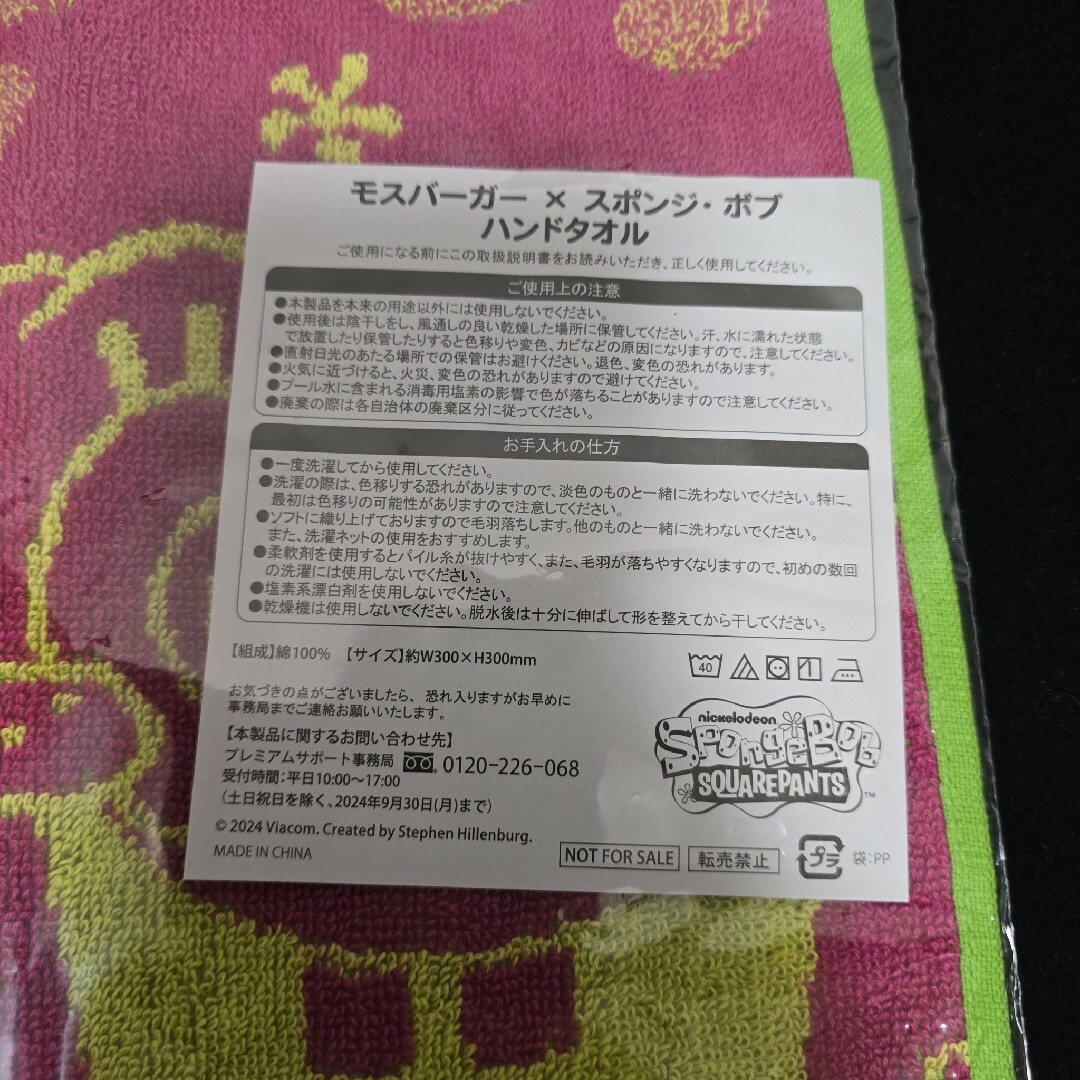 モスバーガー × スポンジ・ボブ
ハンドタオル
ご使用になる前にこの取扱説明書をお読みいただき、正しく使用してください。
ご使用上の注意
●本製品を本来の用途以外には使用しないでください。
●使用後は陰干しをし、風通しの良い乾燥した場所に保管してください。汗、水に濡れた状態
で放置したり保管したりすると色移りや変色、カビなどの原因になりますので、注意してください。
●直射日光のあたる場所での保管はお避けください。退色、変色の恐れがあります。
●火気に近づけると、火災、変色の恐れがありますので避けてください。
●プール水に含まれる消毒用塩素の影響で色が落ちることがありますので注意してください。
●廃棄の際は各自治体の廃棄区分に従ってください。
お手入れの仕方
●一度洗濯してから使用してください。
●洗濯の際は、色移りする恐れがありますので、淡色のものと一緒に洗わないでください。特に、
最初は色移りの可能性がありますので注意してください。
●ソフトに織り上げておりますので毛羽落ちします。他のものと一緒に洗わないでください。
また、洗濯ネットの使用をおすすめします。
●柔軟剤を使用するとパイル糸が抜けやすく、また、毛羽が落ちやすくなりますので、初めの数回
の洗濯には使用しないでください。
●塩素系漂白剤を使用しないでください。
●乾燥機は使用しないでください。脱水後は十分に伸ばして形を整えてから干してください。
【組成】綿100% 【サイズ】約W300×H300mm
40
お気づきの点がございましたら、恐れ入りますがお早めに
事務局までご連絡お願いいたします。
【本製品に関するお問い合わせ先】
プレミアムサポート事務局 0120-226-068
受付時間:平日10:00〜17:00
(土日祝日を除く、2024年9月30日(月)まで)
© 2024 Viacom. Created by Stephen Hillenburg.
MADE IN CHINA
nickelodeon
SPONGEBOB
SQUAREPANTS™
NOT FOR SALE 転売禁止 プラ 袋:PP